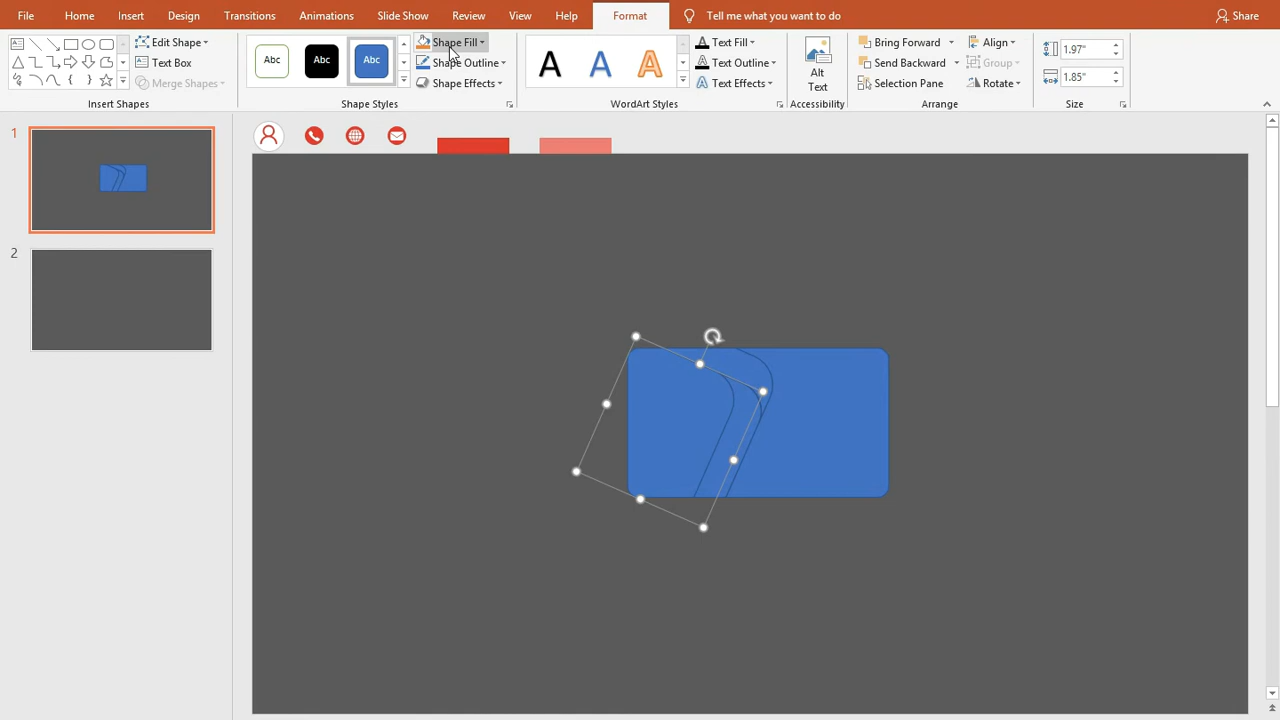 File Home Insert Design Transitions Animations Slide Show Review View Help Format Tell me what you want to do Share
Edit Shape
Text Box
Merge Shapes
Insert Shapes
Abc Abc Abc
Shape Fill
Shape Outline
Shape Effects
Shape Styles
A A A
Text Fill
Text Outline
Text Effects
WordArt Styles
Alt
Text
Accessibility
Bring Forward
Send Backward
Selection Pane
Align
Group
Rotate
Arrange
1.97"
1.85"
Size
1
2